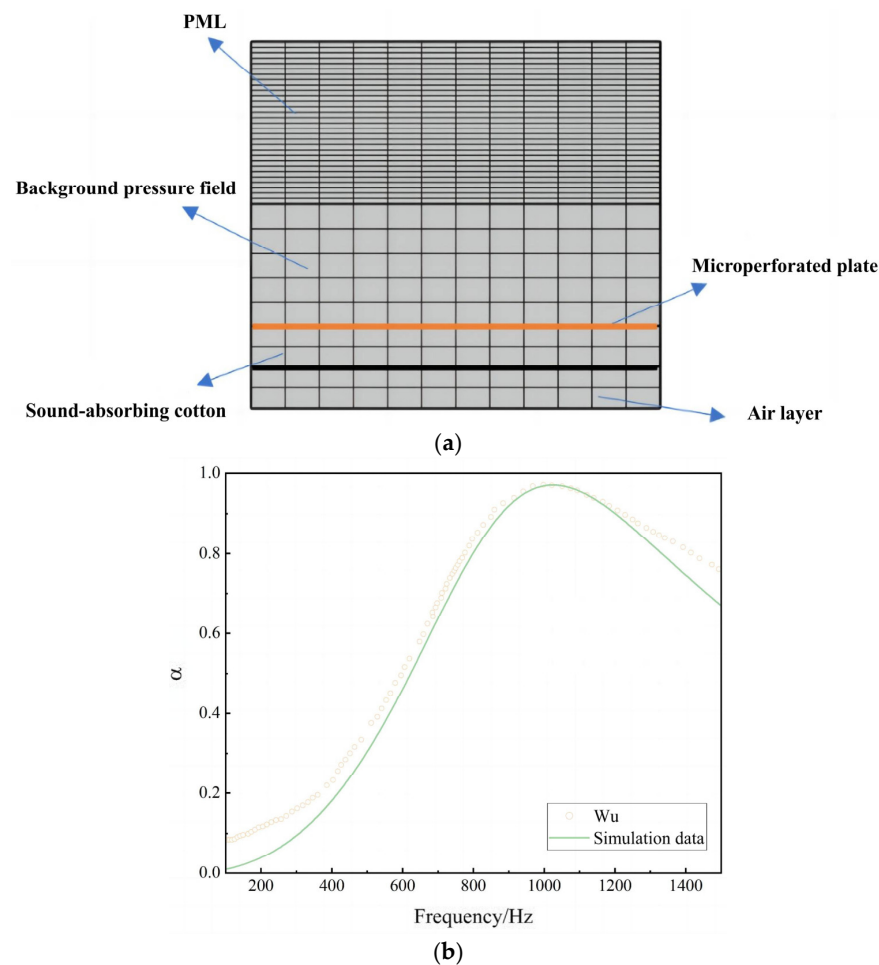 PML
Background pressure field
Microperforated plate
Sound-absorbing cotton
Air layer
(a)
1.0
0.8
0.6
0.4
0.2
0.0
α
Wu
Simulation data
200 400 600 800 1000 1200 1400
Frequency/Hz
(b)